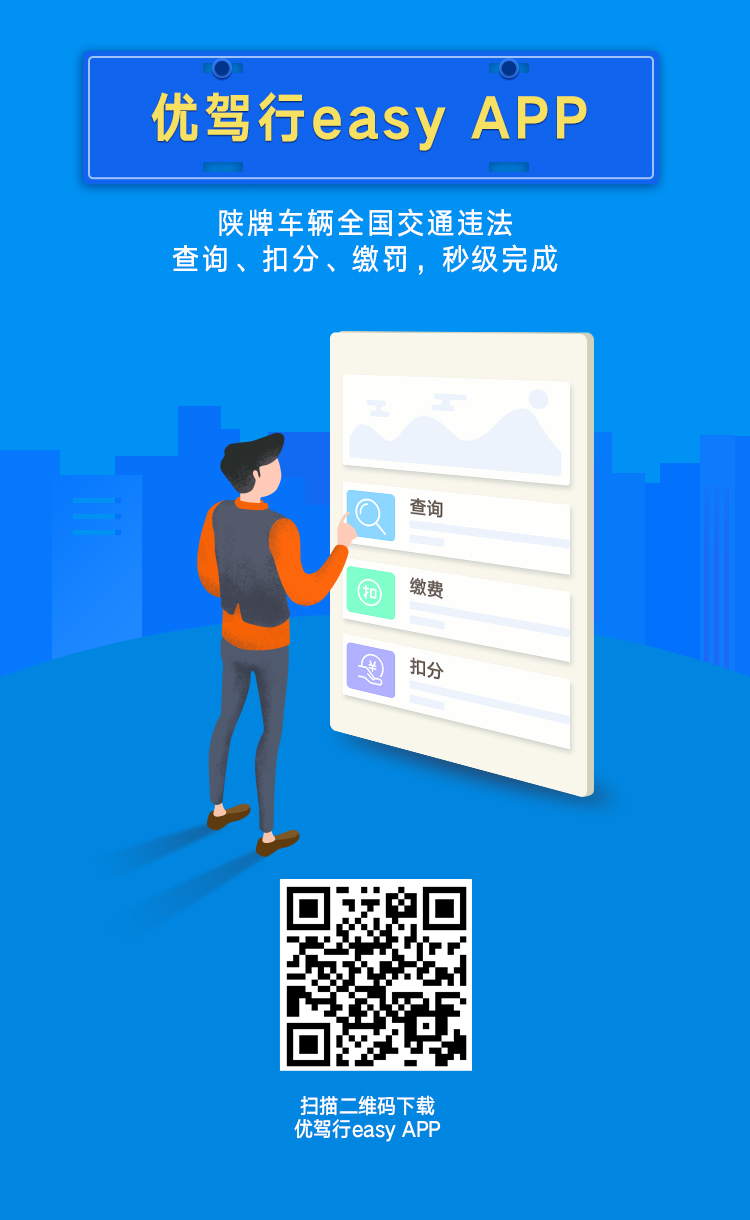 优驾行easy APP
陕牌车辆全国交通违法
查询、扣分、缴罚，秒级完成
查询
扣
缴费
¥
扣分
扫描二维码下载
优驾行easy APP